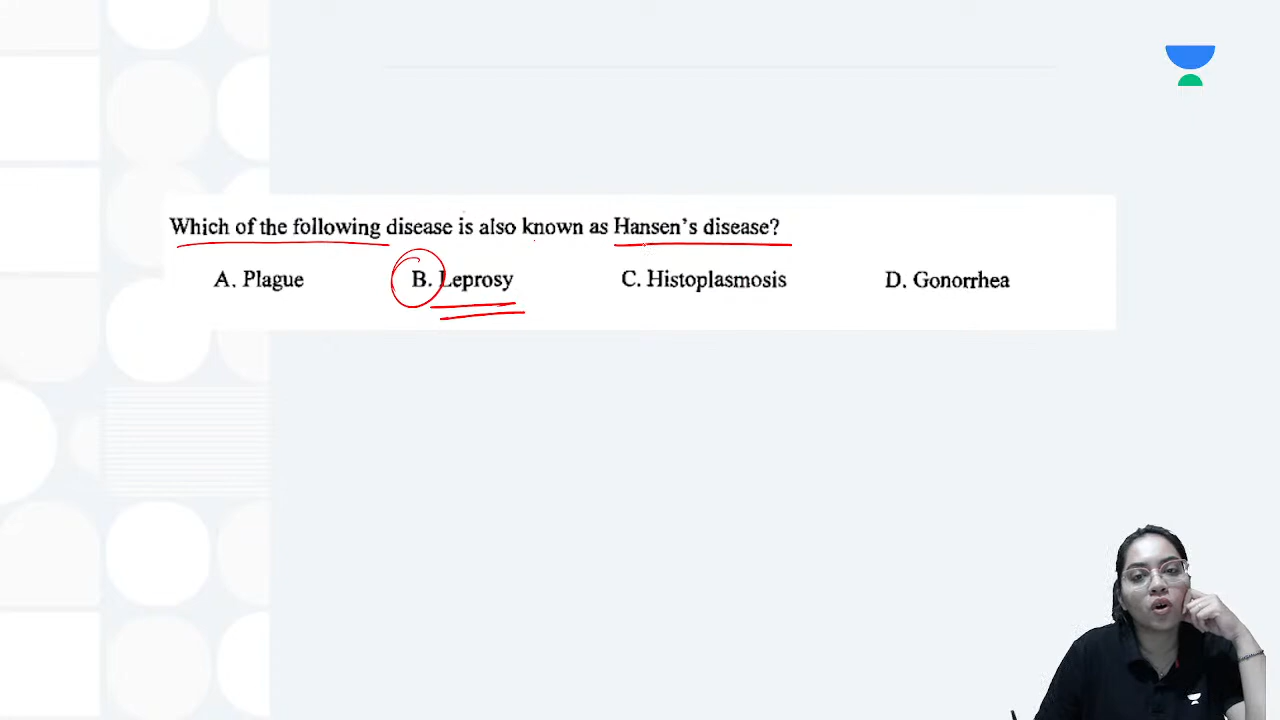 Which of the following disease is also known as Hansen's disease?
A. Plague B. Leprosy C. Histoplasmosis D. Gonorrhea